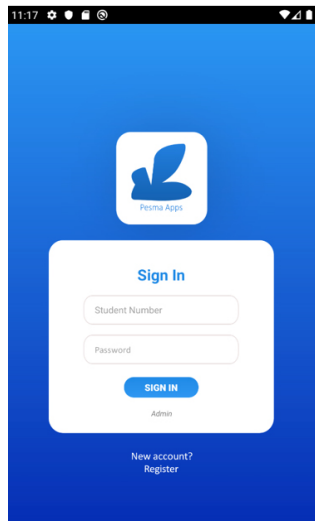 11:17
Pesma Apps
Sign In
Student Number
Password
SIGN IN
Admin
New account?
Register